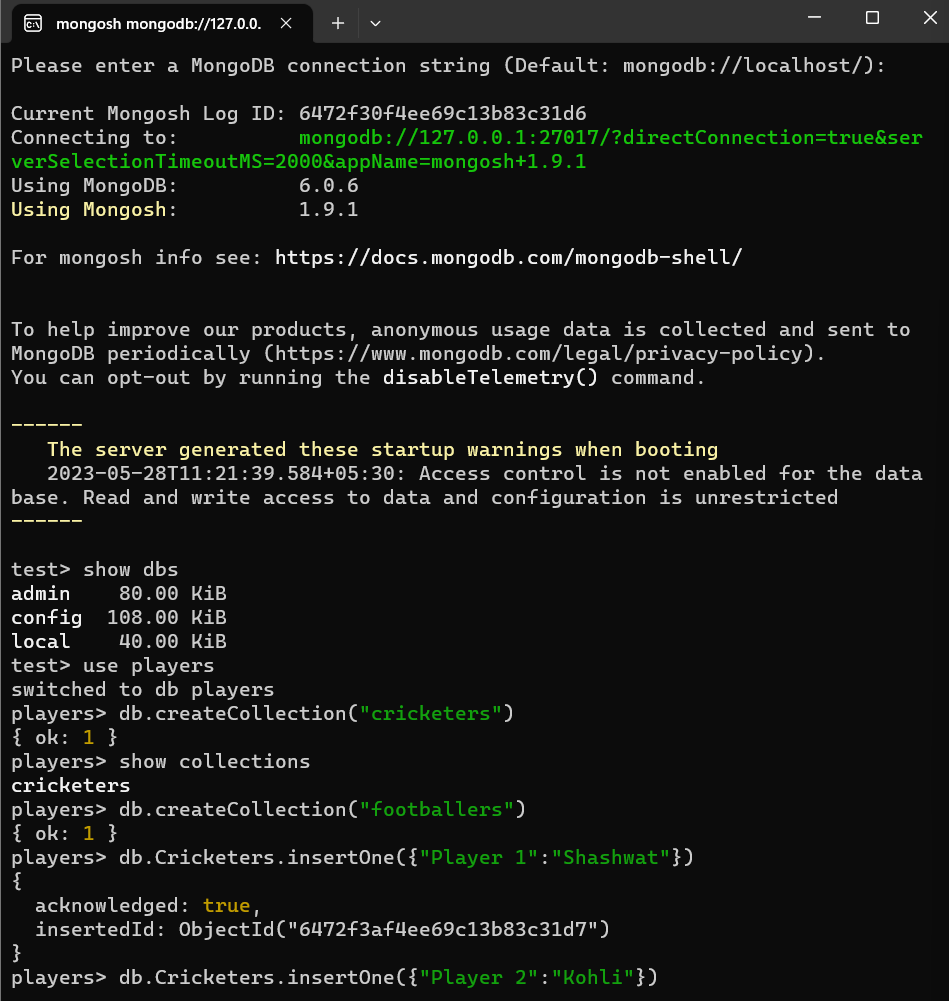 mongosh mongodb://127.0.0.
Please enter a MongoDB connection string (Default: mongodb://localhost/):
Current Mongosh Log ID: 6472f30f4ee69c13b83c31d6
Connecting to:          mongodb://127.0.0.1:27017/?directConnection=true&ser
verSelectionTimeoutMS=2000&appName=mongosh+1.9.1
Using MongoDB:          6.0.6
Using Mongosh:          1.9.1
For mongosh info see: https://docs.mongodb.com/mongodb-shell/
To help improve our products, anonymous usage data is collected and sent to
MongoDB periodically (https://www.mongodb.com/legal/privacy-policy).
You can opt-out by running the disableTelemetry() command.
------
   The server generated these startup warnings when booting
   2023-05-28T11:21:39.584+05:30: Access control is not enabled for the data
base. Read and write access to data and configuration is unrestricted
------
test> show dbs
admin    80.00 KiB
config  108.00 KiB
local    40.00 KiB
test> use players
switched to db players
players> db.createCollection("cricketers")
{ ok: 1 }
players> show collections
cricketers
players> db.createCollection("footballers")
{ ok: 1 }
players> db.Cricketers.insertOne({"Player 1":"Shashwat"})
{
  acknowledged: true,
  insertedId: ObjectId("6472f3af4ee69c13b83c31d7")
}
players> db.Cricketers.insertOne({"Player 2":"Kohli"})